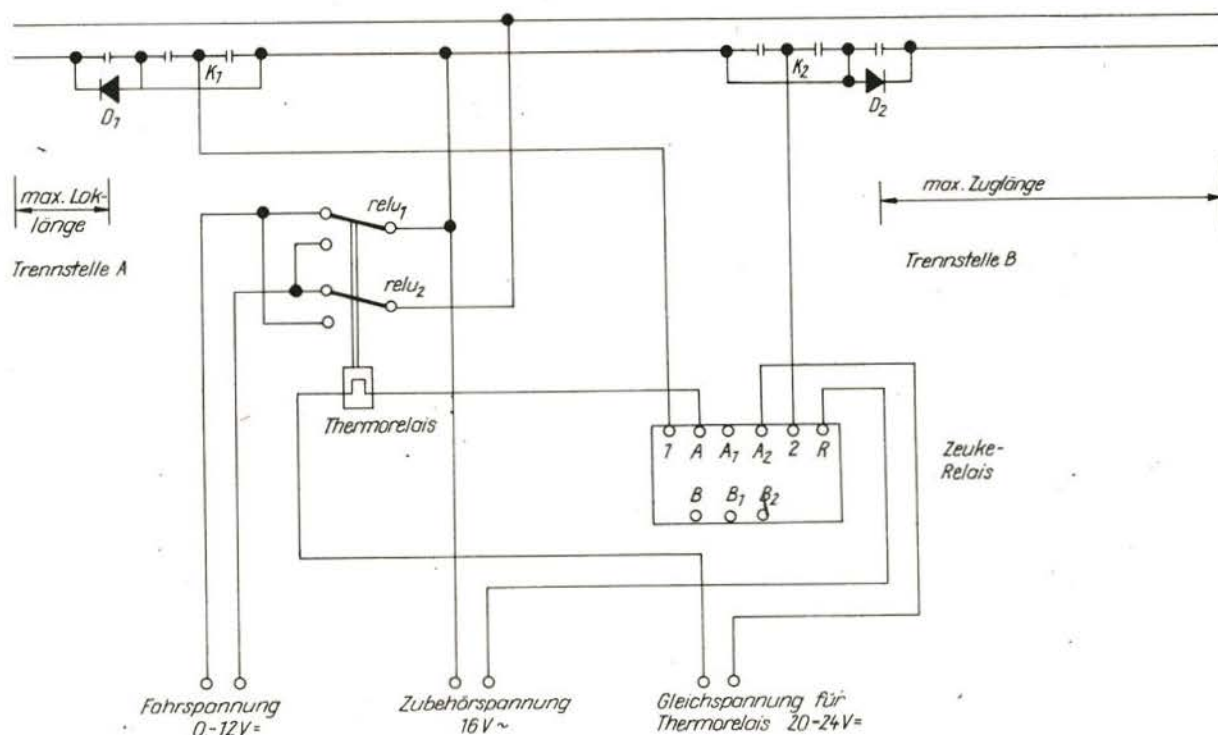 K1
K2
D1
D2
max. Lok-
länge
max. Zuglänge
Trennstelle A
Trennstelle B
relu1
relu2
Thermorelais
1 A A1 A2 2 R
B B1 B2
Zeuke-
Relais
Fahrspannung
0-12V=
Zubehörspannung
16V~
Gleichspannung für
Thermorelais 20-24V=